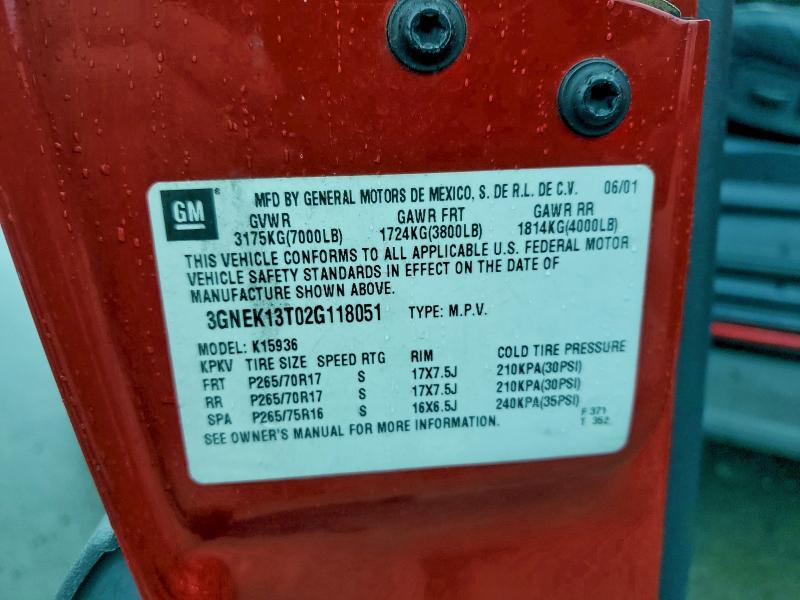 GM MFD BY GENERAL MOTORS DE MEXICO, S. DE R.L. DE C.V. 06/01
GVWR GAWR FRT GAWR RR
3175KG(7000LB) 1724KG(3800LB) 1814KG(4000LB)
THIS VEHICLE CONFORMS TO ALL APPLICABLE U.S. FEDERAL MOTOR
VEHICLE SAFETY STANDARDS IN EFFECT ON THE DATE OF
MANUFACTURE SHOWN ABOVE.
3GNEK13T02G118051 TYPE: M.P.V.
MODEL: K15936
KPKV TIRE SIZE SPEED RTG RIM COLD TIRE PRESSURE
FRT P265/70R17 S 17X7.5J 210KPA(30PSI)
RR P265/70R17 S 17X7.5J 210KPA(30PSI)
SPA P265/75R16 S 16X6.5J 240KPA(35PSI)
SEE OWNER'S MANUAL FOR MORE INFORMATION.
F 371
T 352